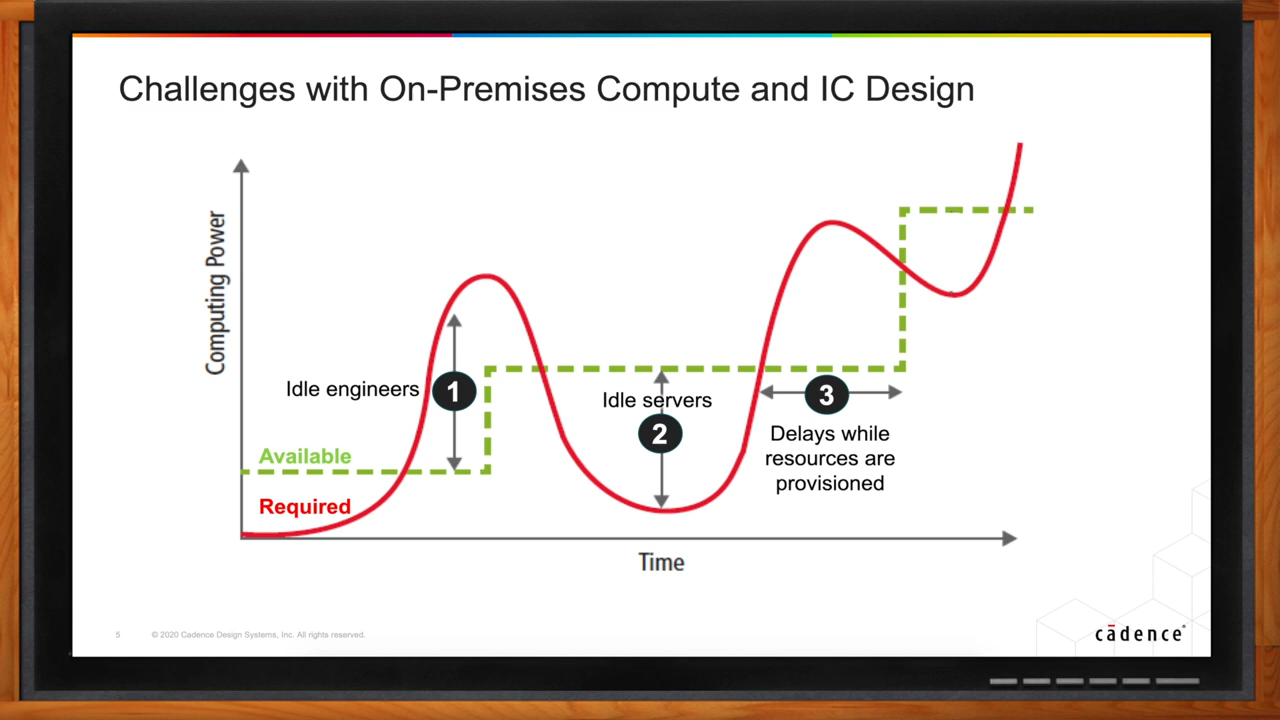 Challenges with On-Premises Compute and IC Design
Computing Power
Idle engineers
1
Available
Required
Idle servers
2
3
Delays while
resources are
provisioned
Time
5
© 2020 Cadence Design Systems, Inc. All rights reserved.
cādence®